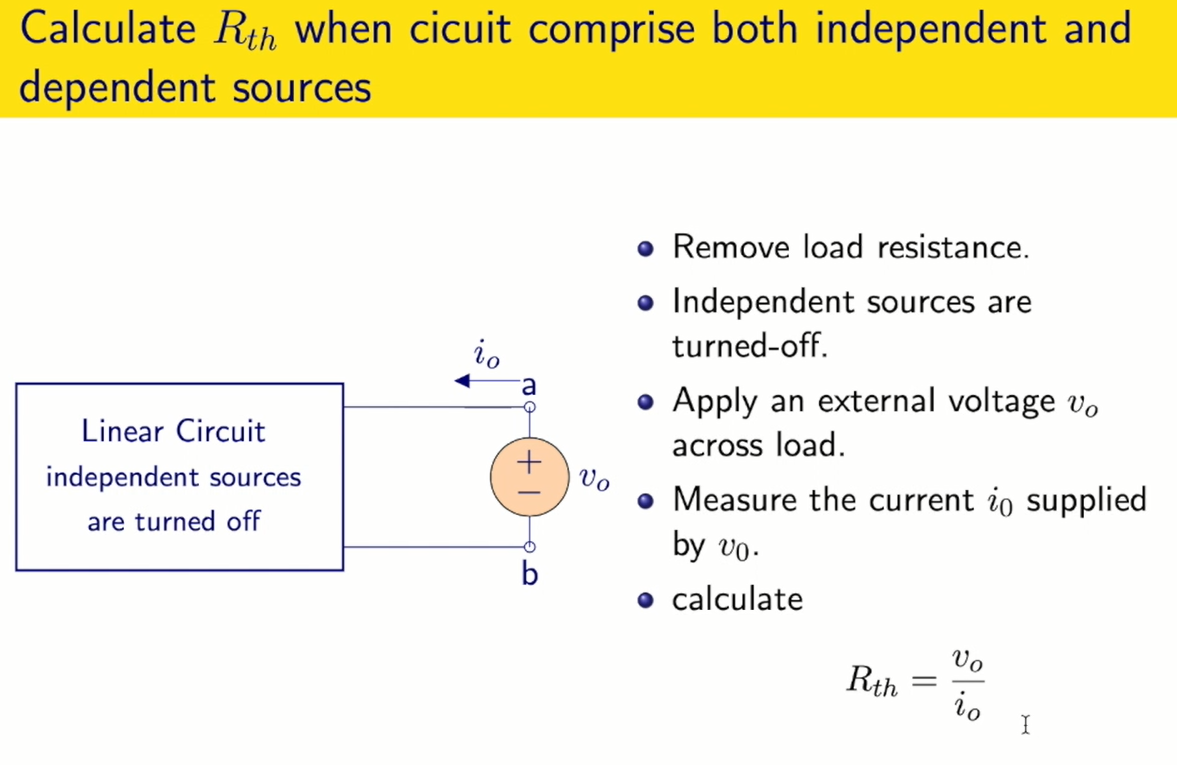 Calculate R_th when cicuit comprise both independent and
dependent sources
Remove load resistance.
Independent sources are
turned-off.
Apply an external voltage v_o
across load.
Measure the current i_0 supplied
by v_0.
calculate
R_th = v_o / i_o
i_o
a
Linear Circuit
independent sources
are turned off
+
−
v_o
b